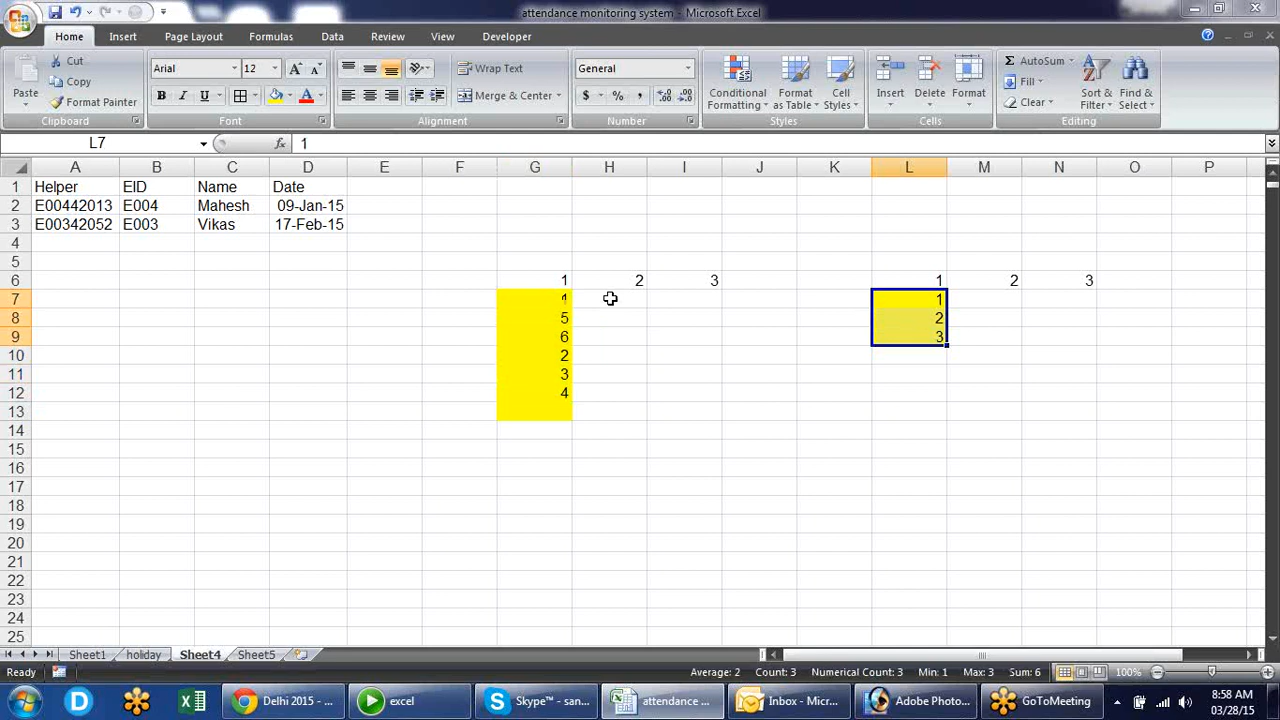 attendance monitoring system - Microsoft Excel
Home Insert Page Layout Formulas Data Review View Developer
Paste Cut Copy Format Painter Clipboard
Arial 12 A A B I U A Font
Wrap Text Merge & Center Alignment
General $ % , .0 .00 .00 .0 Number
Conditional Formatting Format as Table Cell Styles Styles
Insert Delete Format Cells
Σ AutoSum Fill Clear Sort & Filter Find & Select Editing
L7 fx 1
A B C D E F G H I J K L M N O P
1 Helper EID Name Date
2 E00442013 E004 Mahesh 09-Jan-15
3 E00342052 E003 Vikas 17-Feb-15
4
5
6 1 2 3 1 2 3
7 1
8 5 2
9 6 3
10 2
11 3
12 4
13
14
15
16
17
18
19
20
21
22
23
24
25
Sheet1 holiday Sheet4 Sheet5
Ready Average: 2 Count: 3 Numerical Count: 3 Min: 1 Max: 3 Sum: 6 100%
D Delhi 2015 - ... excel Skype™ - san... attendance ... Inbox - Micr... Adobe Photo... GoToMeeting 8:58 AM
03/28/15